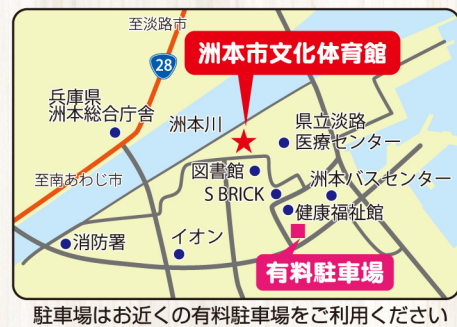 至淡路市
28
洲本市文化体育館
兵庫県
洲本総合庁舎
洲本川
県立淡路
医療センター
図書館
至南あわじ市
S BRICK
洲本バスセンター
健康福祉館
消防署
イオン
有料駐車場
駐車場はお近くの有料駐車場をご利用ください